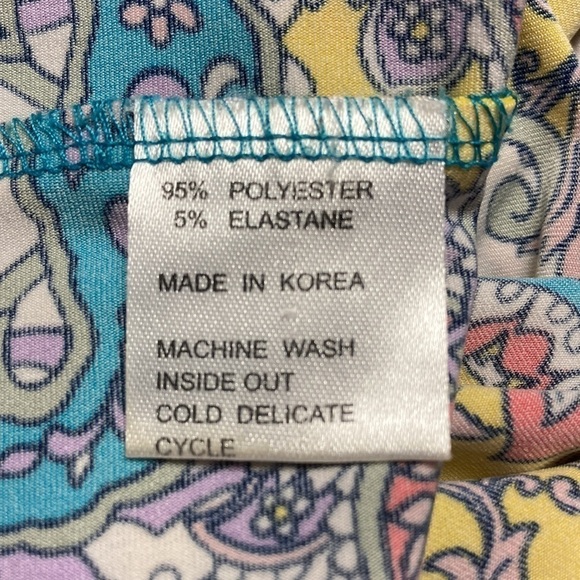 95% POLYESTER
5% ELASTANE
MADE IN KOREA
MACHINE WASH
INSIDE OUT
COLD DELICATE
CYCLE